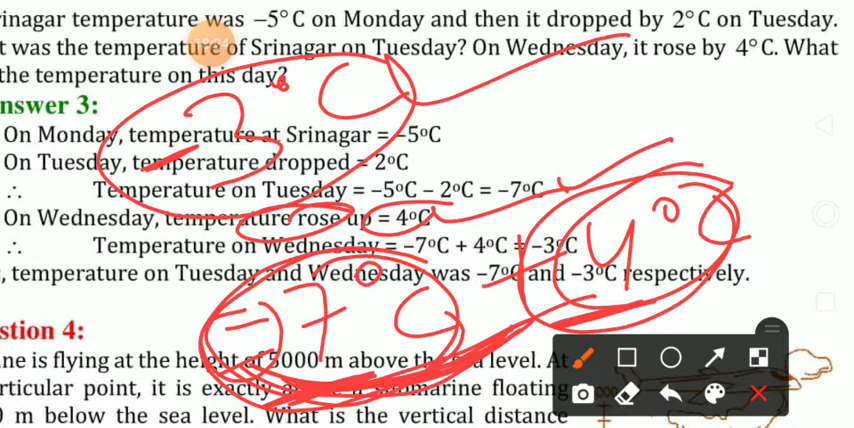 rinagar temperature was −5°C on Monday and then it dropped by 2°C on Tuesday.
t was the temperature of Srinagar on Tuesday? On Wednesday, it rose by 4°C. What
the temperature on this day?
nswer 3:
On Monday, temperature at Srinagar = −5°C
On Tuesday, temperature dropped = 2°C
∴ Temperature on Tuesday = −5°C − 2°C = −7°C
On Wednesday, temperature rose up = 4°C
∴ Temperature on Wednesday = −7°C + 4°C = −3°C
, temperature on Tuesday and Wednesday was −7°C and −3°C respectively.
-3°C
4°C
-7°C
stion 4:
ne is flying at the height of 5000 m above the sea level. At
rticular point, it is exactly above a submarine floating
0 m below the sea level. What is the vertical distance